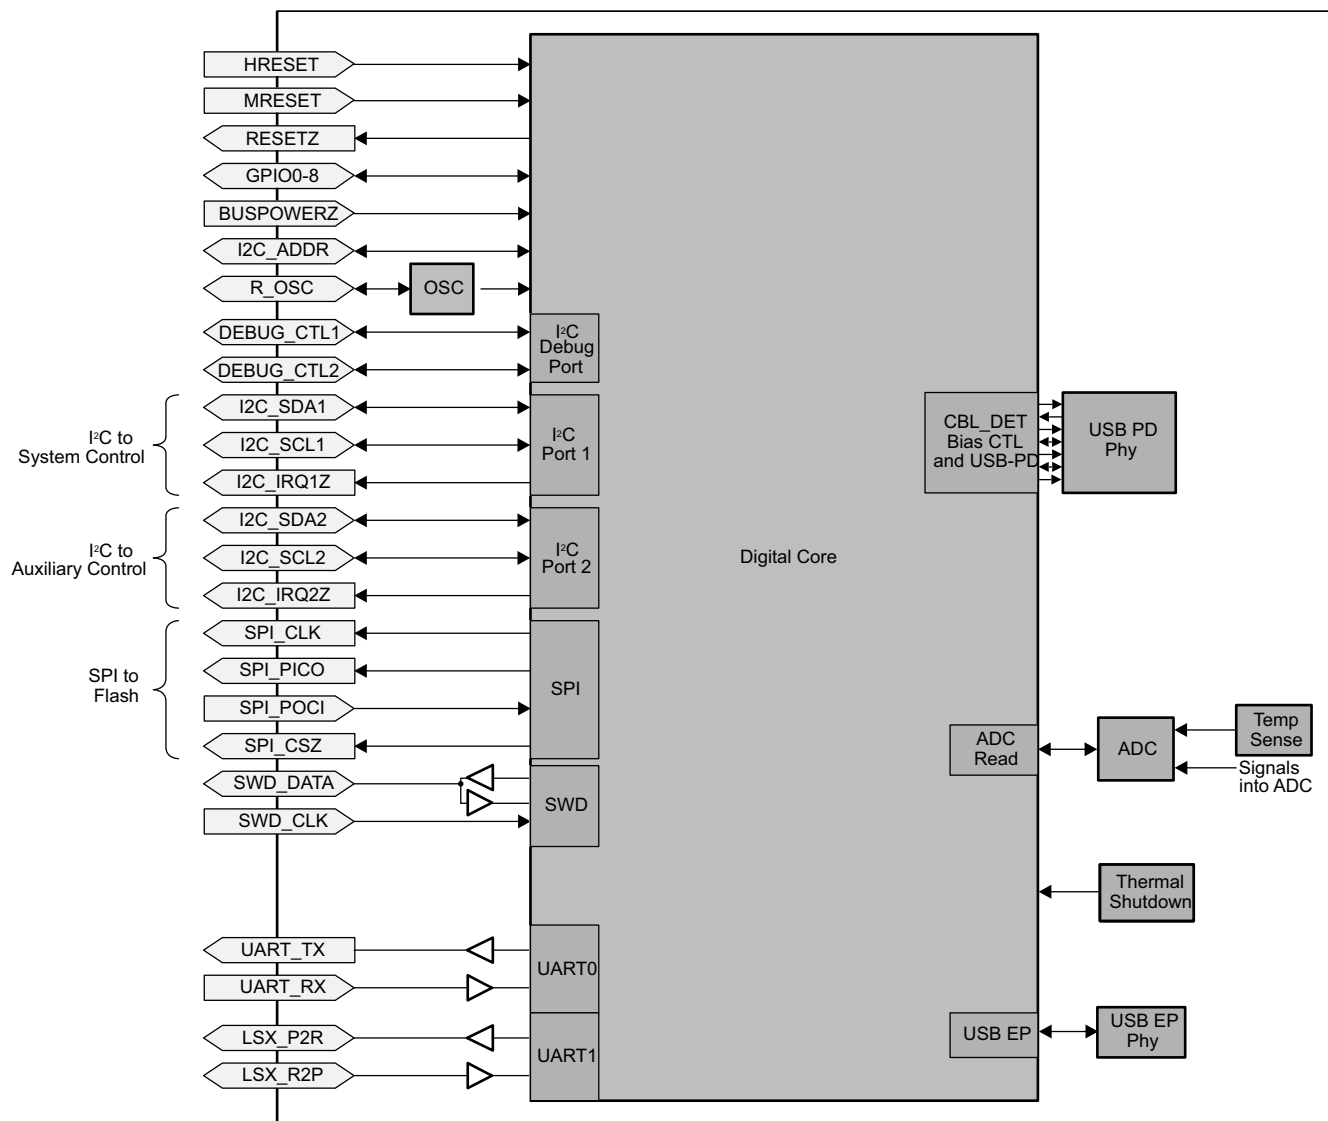 HRESET
MRESET
RESETZ
GPIO0-8
BUSPOWERZ
I2C_ADDR
R_OSC
OSC
DEBUG_CTL1
DEBUG_CTL2
I²C
Debug
Port
I2C_SDA1
I2C_SCL1
I2C_IRQ1Z
I²C to
System Control
I²C
Port 1
I2C_SDA2
I2C_SCL2
I2C_IRQ2Z
I²C to
Auxiliary Control
I²C
Port 2
SPI_CLK
SPI_PICO
SPI_POCI
SPI_CSZ
SPI to
Flash
SPI
SWD_DATA
SWD_CLK
SWD
UART_TX
UART_RX
UART0
LSX_P2R
LSX_R2P
UART1
Digital Core
CBL_DET
Bias CTL
and USB-PD
USB PD
Phy
ADC
Read
ADC
Temp
Sense
Signals
into ADC
Thermal
Shutdown
USB EP
USB EP
Phy